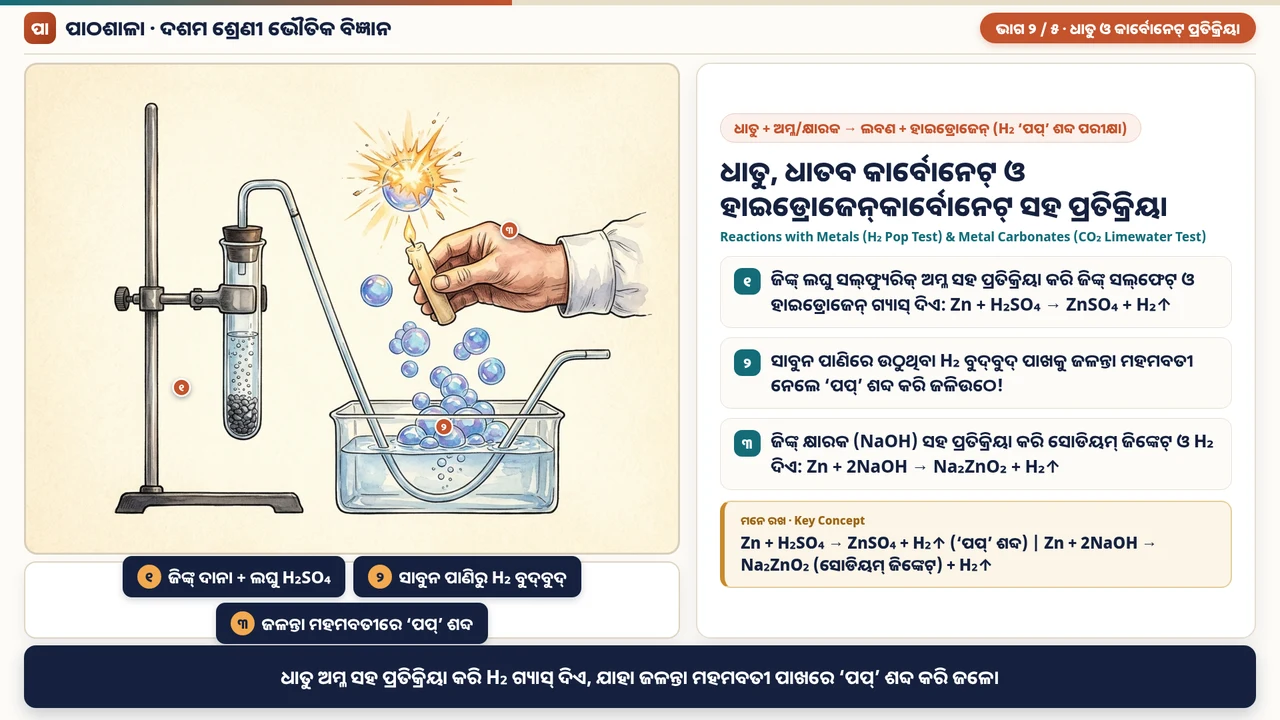 ପା ପାଠଶାଳା · ଦଶମ ଶ୍ରେଣୀ ଭୌତିକ ବିଜ୍ଞାନ
ଭାଗ ୨ / ୫ · ଧାତୁ ଓ କାର୍ବୋନେଟ୍ ପ୍ରତିକ୍ରିୟା
୧
୨
୩
୧ ଜିଙ୍କ୍ ଦାନା + ଲଘୁ H₂SO₄
୨ ସାବୁନ ପାଣିରୁ H₂ ବୁଦ୍‌ବୁଦ୍
୩ ଜଳନ୍ତା ମହମବତୀରେ ‘ପପ୍’ ଶବ୍ଦ
ଧାତୁ + ଅମ୍ଳ/କ୍ଷାରକ → ଲବଣ + ହାଇଡ୍ରୋଜେନ୍ (H₂ ‘ପପ୍’ ଶବ୍ଦ ପରୀକ୍ଷା)
ଧାତୁ, ଧାତବ କାର୍ବୋନେଟ୍ ଓ
ହାଇଡ୍ରୋଜେନ୍‌କାର୍ବୋନେଟ୍ ସହ ପ୍ରତିକ୍ରିୟା
Reactions with Metals (H₂ Pop Test) & Metal Carbonates (CO₂ Limewater Test)
୧ ଜିଙ୍କ୍ ଲଘୁ ସଲ୍‌ଫ୍ୟୁରିକ୍ ଅମ୍ଳ ସହ ପ୍ରତିକ୍ରିୟା କରି ଜିଙ୍କ୍ ସଲ୍‌ଫେଟ୍ ଓ
ହାଇଡ୍ରୋଜେନ ଗ୍ୟାସ୍ ଦିଏ: Zn + H₂SO₄ → ZnSO₄ + H₂↑
୨ ସାବୁନ ପାଣିରେ ଉଠୁଥିବା H₂ ବୁଦ୍‌ବୁଦ୍ ପାଖକୁ ଜଳନ୍ତା ମହମବତୀ
ନେଲେ ‘ପପ୍’ ଶବ୍ଦ କରି ଜଳିଉଠେ!
୩ ଜିଙ୍କ୍ କ୍ଷାରକ (NaOH) ସହ ପ୍ରତିକ୍ରିୟା କରି ସୋଡିୟମ୍ ଜିଙ୍କେଟ୍ ଓ H₂
ଦିଏ: Zn + 2NaOH → Na₂ZnO₂ + H₂↑
ମନେ ରଖ · Key Concept
Zn + H₂SO₄ → ZnSO₄ + H₂↑ (‘ପପ୍’ ଶବ୍ଦ) | Zn + 2NaOH →
Na₂ZnO₂ (ସୋଡିୟମ୍ ଜିଙ୍କେଟ୍) + H₂↑
ଧାତୁ ଅମ୍ଳ ସହ ପ୍ରତିକ୍ରିୟା କରି H₂ ଗ୍ୟାସ୍ ଦିଏ, ଯାହା ଜଳନ୍ତା ମହମବତୀ ପାଖରେ ‘ପପ୍’ ଶବ୍ଦ କରି ଜଳେ।